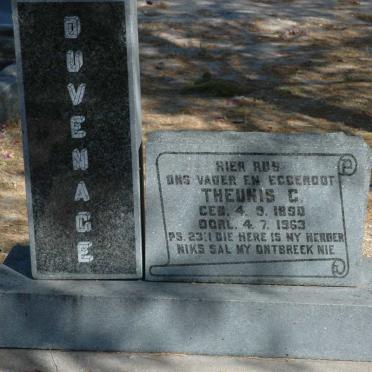 DUVENAGE
HIER RUS
ONS VADER EN EGGENOOT
THEUNIS C.
GEB. 4. 9. 1890
OORL. 4. 7. 1963
PS. 23:1 DIE HERE IS MY HERDER
NIKS SAL MY ONTBREEK NIE